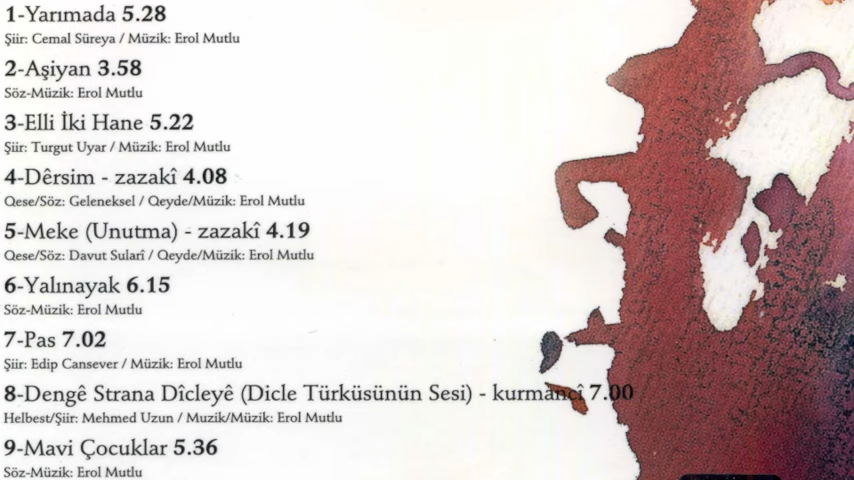 1-Yarımada 5.28
Şiir: Cemal Süreya / Müzik: Erol Mutlu
2-Aşiyan 3.58
Söz-Müzik: Erol Mutlu
3-Elli İki Hane 5.22
Şiir: Turgut Uyar / Müzik: Erol Mutlu
4-Dêrsim - zazakî 4.08
Qese/Söz: Geleneksel / Qeyde/Müzik: Erol Mutlu
5-Meke (Unutma) - zazakî 4.19
Qese/Söz: Davut Sularî / Qeyde/Müzik: Erol Mutlu
6-Yalınayak 6.15
Söz-Müzik: Erol Mutlu
7-Pas 7.02
Şiir: Edip Cansever / Müzik: Erol Mutlu
8-Dengê Strana Dîcleyê (Dicle Türküsünün Sesi) - kurmancî 7.00
Helbest/Şiir: Mehmed Uzun / Muzik/Müzik: Erol Mutlu
9-Mavi Çocuklar 5.36
Söz-Müzik: Erol Mutlu